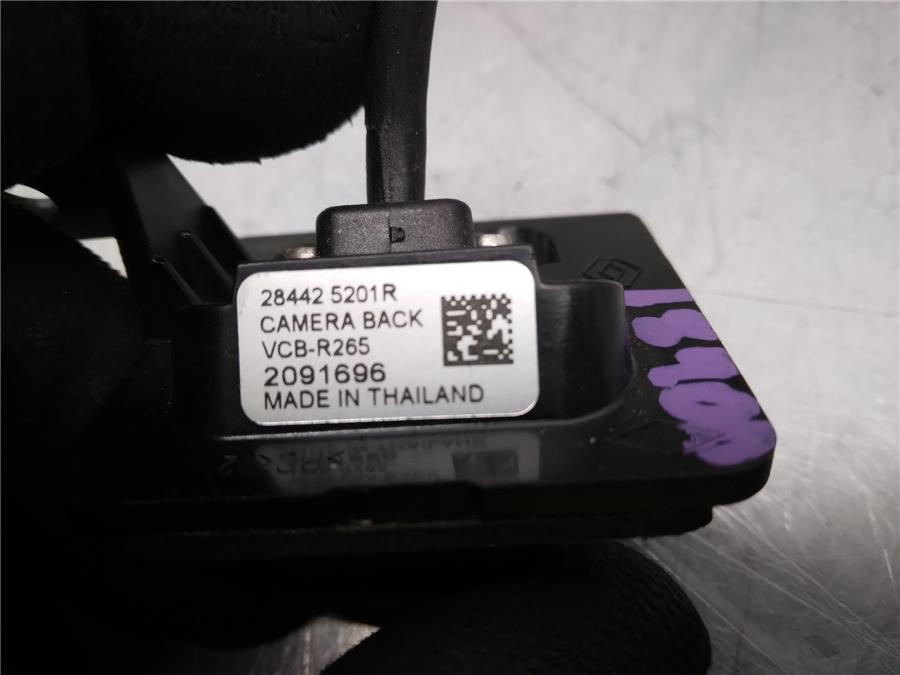 28442 5201R
CAMERA BACK
VCB-R265
2091696
MADE IN THAILAND